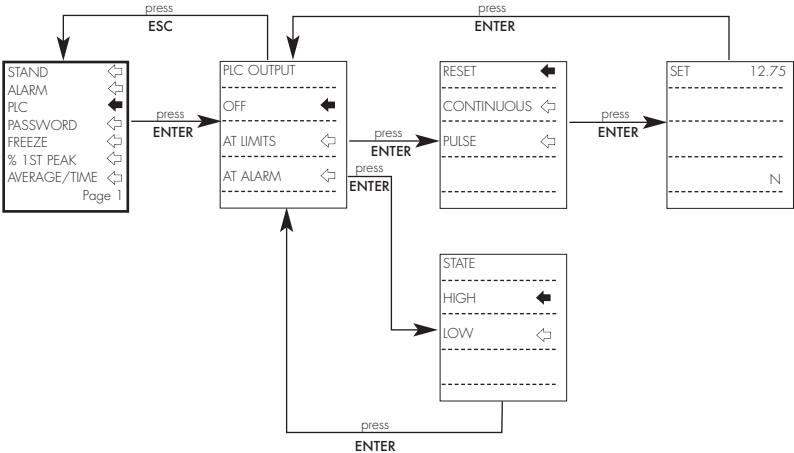 press
ESC
press
ENTER
STAND
ALARM
PLC
PASSWORD
FREEZE
% 1ST PEAK
AVERAGE/TIME
Page 1
press
ENTER
PLC OUTPUT
OFF
AT LIMITS
AT ALARM
press
ENTER
press
ENTER
RESET
CONTINUOUS
PULSE
press
ENTER
SET 12.75
N
STATE
HIGH
LOW
press
ENTER